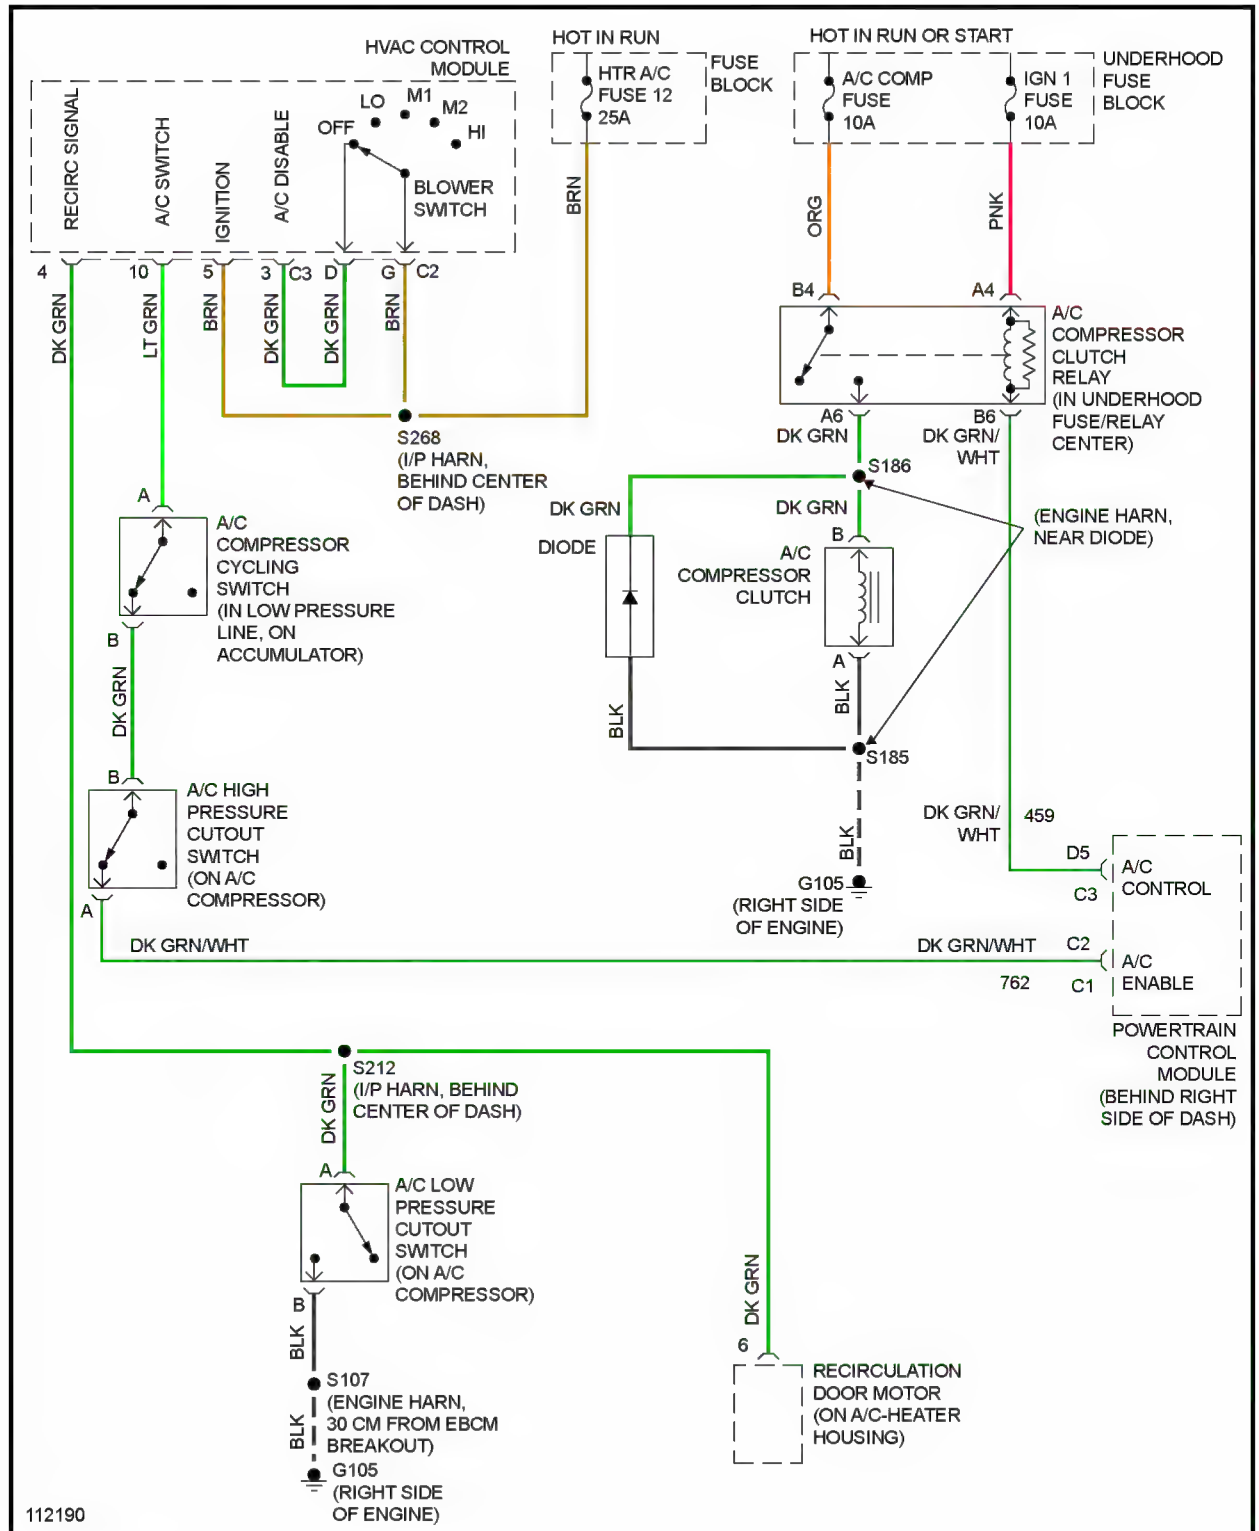 HVAC CONTROL
MODULE
RECIRC SIGNAL
A/C SWITCH
IGNITION
A/C DISABLE
OFF
LO
M1
M2
HI
BLOWER
SWITCH
HOT IN RUN
HTR A/C
FUSE 12
25A
FUSE
BLOCK
HOT IN RUN OR START
A/C COMP
FUSE
10A
IGN 1
FUSE
10A
UNDERHOOD
FUSE
BLOCK
BRN
ORG
PNK
4
10
5
3
C3
D
G
C2
DK GRN
LT GRN
BRN
DK GRN
DK GRN
BRN
B4
A4
A/C
COMPRESSOR
CLUTCH
RELAY
(IN UNDERHOOD
FUSE/RELAY
CENTER)
A6
B6
DK GRN
DK GRN/
WHT
S268
(I/P HARN,
BEHIND CENTER
OF DASH)
S186
DK GRN
DK GRN
(ENGINE HARN,
NEAR DIODE)
A
A/C
COMPRESSOR
CYCLING
SWITCH
(IN LOW PRESSURE
LINE, ON
ACCUMULATOR)
B
DIODE
B
A/C
COMPRESSOR
CLUTCH
A
DK GRN
BLK
BLK
S185
B
A/C HIGH
PRESSURE
CUTOUT
SWITCH
(ON A/C
COMPRESSOR)
A
BLK
G105
(RIGHT SIDE
OF ENGINE)
DK GRN/
WHT
459
D5
C3
A/C
CONTROL
DK GRN/WHT
DK GRN/WHT
762
C2
C1
A/C
ENABLE
POWERTRAIN
CONTROL
MODULE
(BEHIND RIGHT
SIDE OF DASH)
S212
(I/P HARN, BEHIND
CENTER OF DASH)
DK GRN
A
A/C LOW
PRESSURE
CUTOUT
SWITCH
(ON A/C
COMPRESSOR)
B
BLK
S107
(ENGINE HARN,
30 CM FROM EBCM
BREAKOUT)
BLK
G105
(RIGHT SIDE
OF ENGINE)
DK GRN
6
RECIRCULATION
DOOR MOTOR
(ON A/C-HEATER
HOUSING)
112190